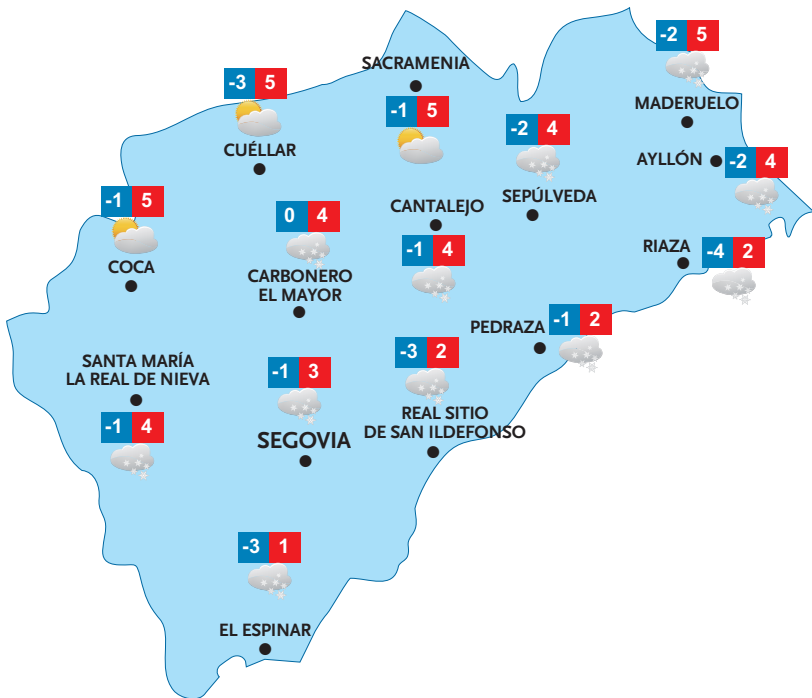 -2 5
MADERUELO
SACRAMENIA
-1 5
-3 5
CUÉLLAR
-2 4
SEPÚLVEDA
AYLLÓN
-2 4
-1 5
COCA
0 4
CARBONERO
EL MAYOR
CANTALEJO
-1 4
RIAZA
-4 2
PEDRAZA
-1 2
SANTA MARÍA
LA REAL DE NIEVA
-1 4
-1 3
SEGOVIA
-3 2
REAL SITIO
DE SAN ILDEFONSO
-3 1
EL ESPINAR